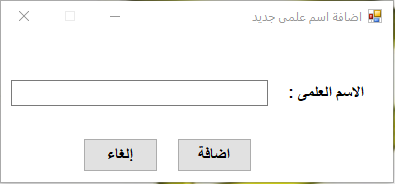 اضافة اسم علمى جديد
الاسم العلمى :
اضافة
إلغاء